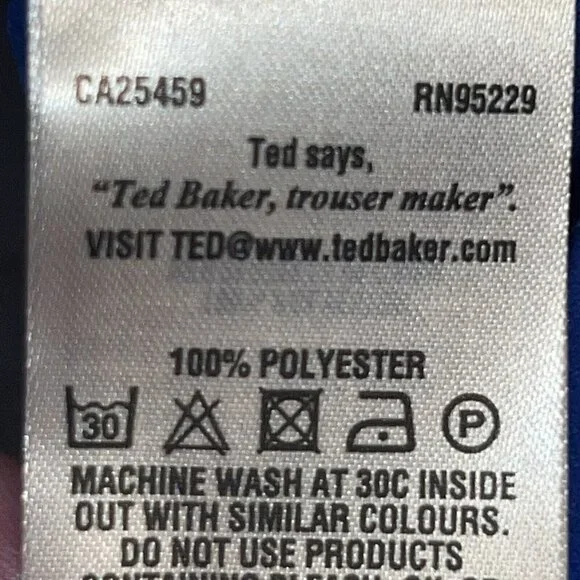 CA25459 RN95229
Ted says,
“Ted Baker, trouser maker”.
VISIT TED@www.tedbaker.com
100% POLYESTER
30 P
MACHINE WASH AT 30C INSIDE
OUT WITH SIMILAR COLOURS.
DO NOT USE PRODUCTS